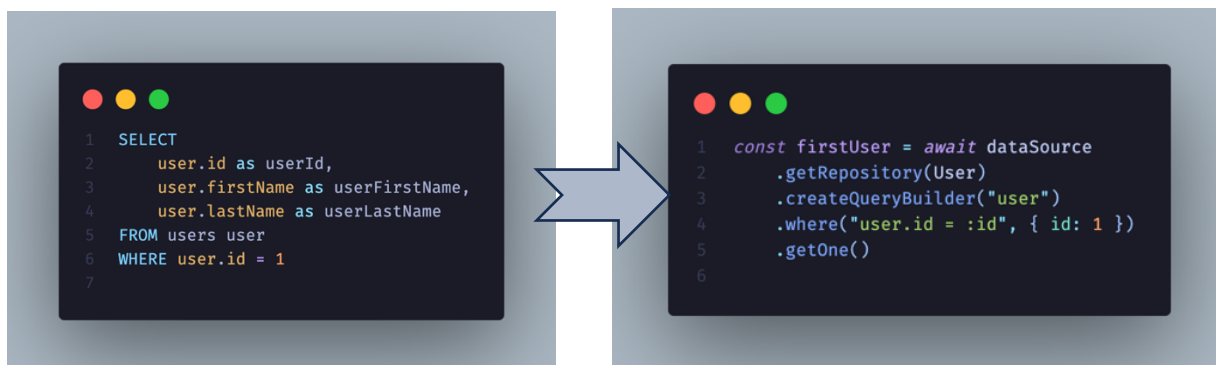 1 SELECT
2 user.id as userId,
3 user.firstName as userFirstName,
4 user.lastName as userLastName
5 FROM users user
6 WHERE user.id = 1
7
1 const firstUser = await dataSource
2 .getRepository(User)
3 .createQueryBuilder("user")
4 .where("user.id = :id", { id: 1 })
5 .getOne()
6